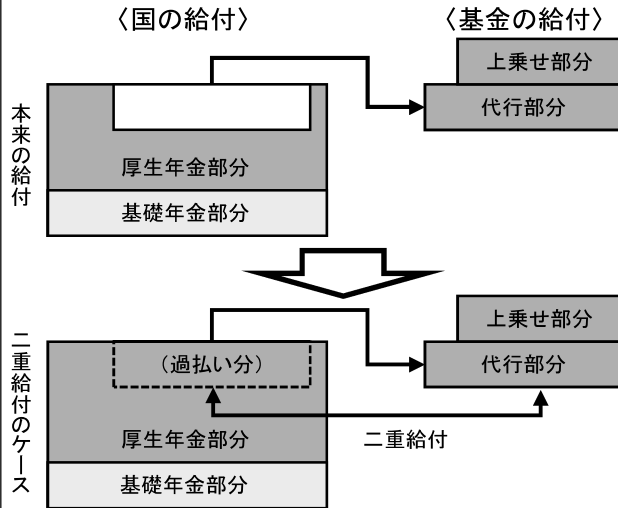 〈国の給付〉
〈基金の給付〉
本来の給付
上乗せ部分
代行部分
厚生年金部分
基礎年金部分
二重給付のケース
上乗せ部分
(過払い分)
代行部分
二重給付
厚生年金部分
基礎年金部分